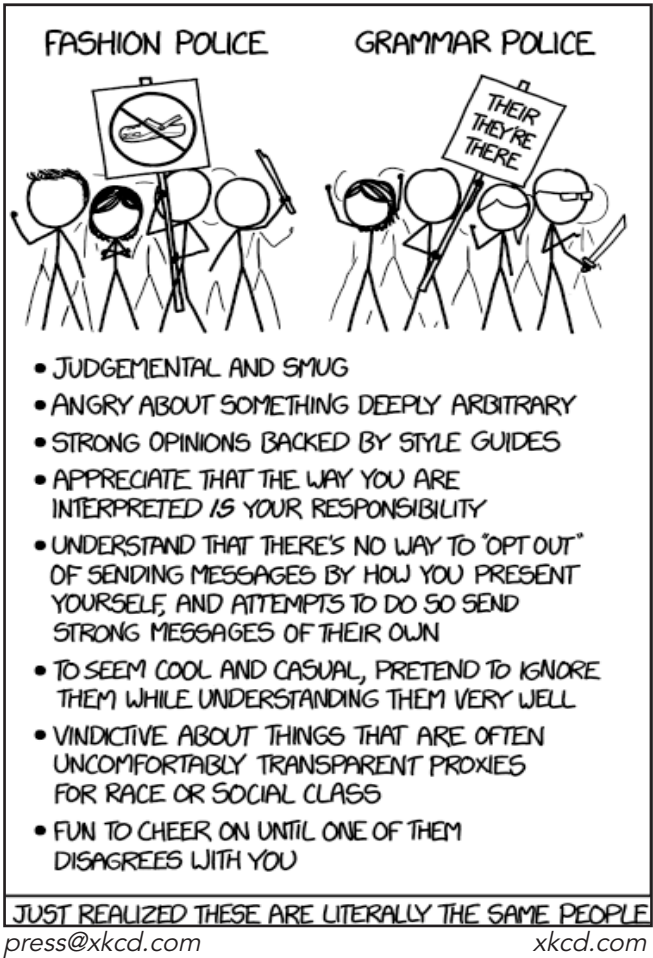 FASHION POLICE
GRAMMAR POLICE
THEIR
THEY'RE
THERE
• JUDGEMENTAL AND SMUG
• ANGRY ABOUT SOMETHING DEEPLY ARBITRARY
• STRONG OPINIONS BACKED BY STYLE GUIDES
• APPRECIATE THAT THE WAY YOU ARE
INTERPRETED IS YOUR RESPONSIBILITY
• UNDERSTAND THAT THERE'S NO WAY TO "OPT OUT"
OF SENDING MESSAGES BY HOW YOU PRESENT
YOURSELF, AND ATTEMPTS TO DO SO SEND
STRONG MESSAGES OF THEIR OWN
• TO SEEM COOL AND CASUAL, PRETEND TO IGNORE
THEM WHILE UNDERSTANDING THEM VERY WELL
• VINDICTIVE ABOUT THINGS THAT ARE OFTEN
UNCOMFORTABLY TRANSPARENT PROXIES
FOR RACE OR SOCIAL CLASS
• FUN TO CHEER ON UNTIL ONE OF THEM
DISAGREES WITH YOU
JUST REALIZED THESE ARE LITERALLY THE SAME PEOPLE
press@xkcd.com
xkcd.com